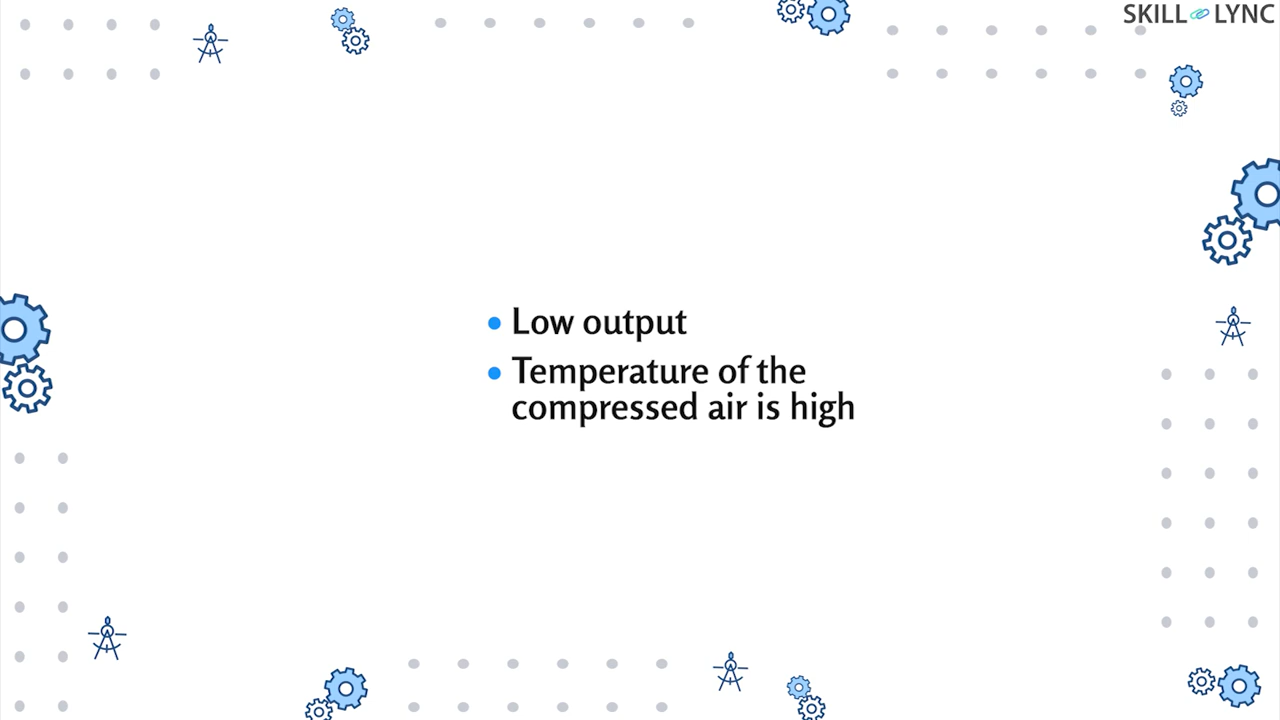 SKILL LYNC
• Low output
• Temperature of the
compressed air is high